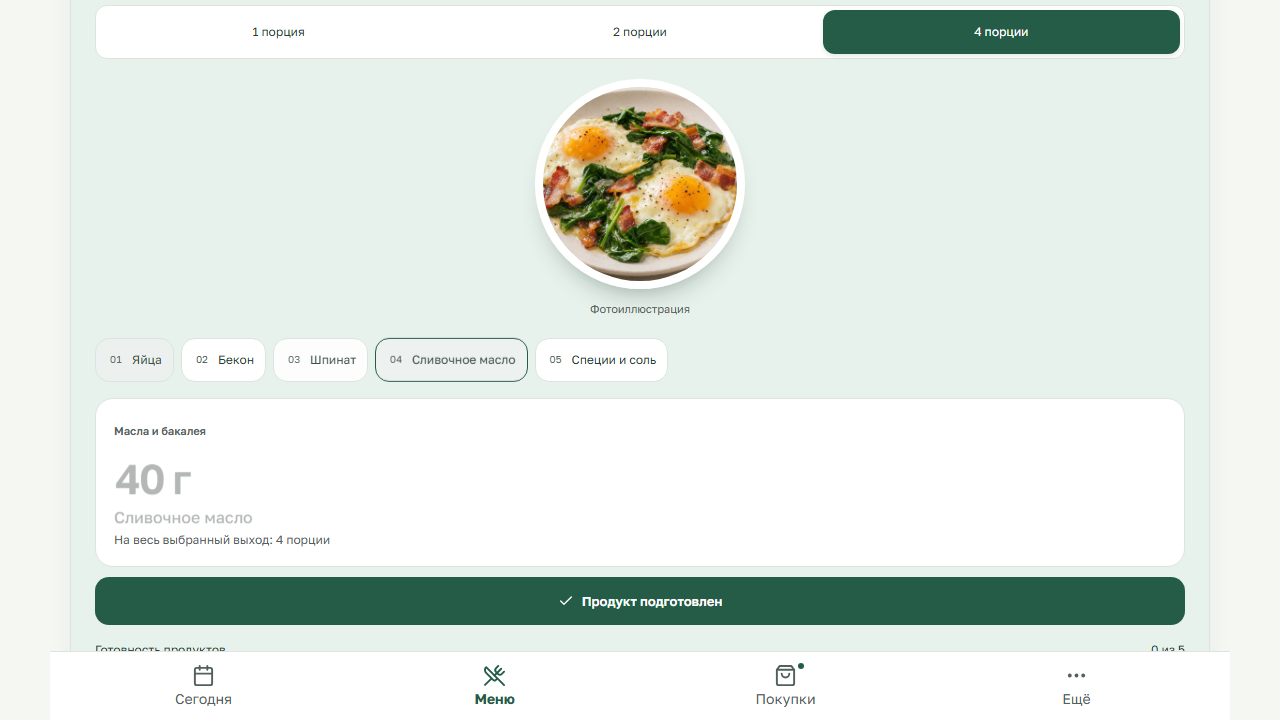 1 порция
2 порции
4 порции
Фотоиллюстрация
01 Яйца
02 Бекон
03 Шпинат
04 Сливочное масло
05 Специи и соль
Масла и бакалея
40 г
Сливочное масло
На весь выбранный выход: 4 порции
Продукт подготовлен
Готовность продуктов
0 из 5
Сегодня
Меню
Покупки
Ещё